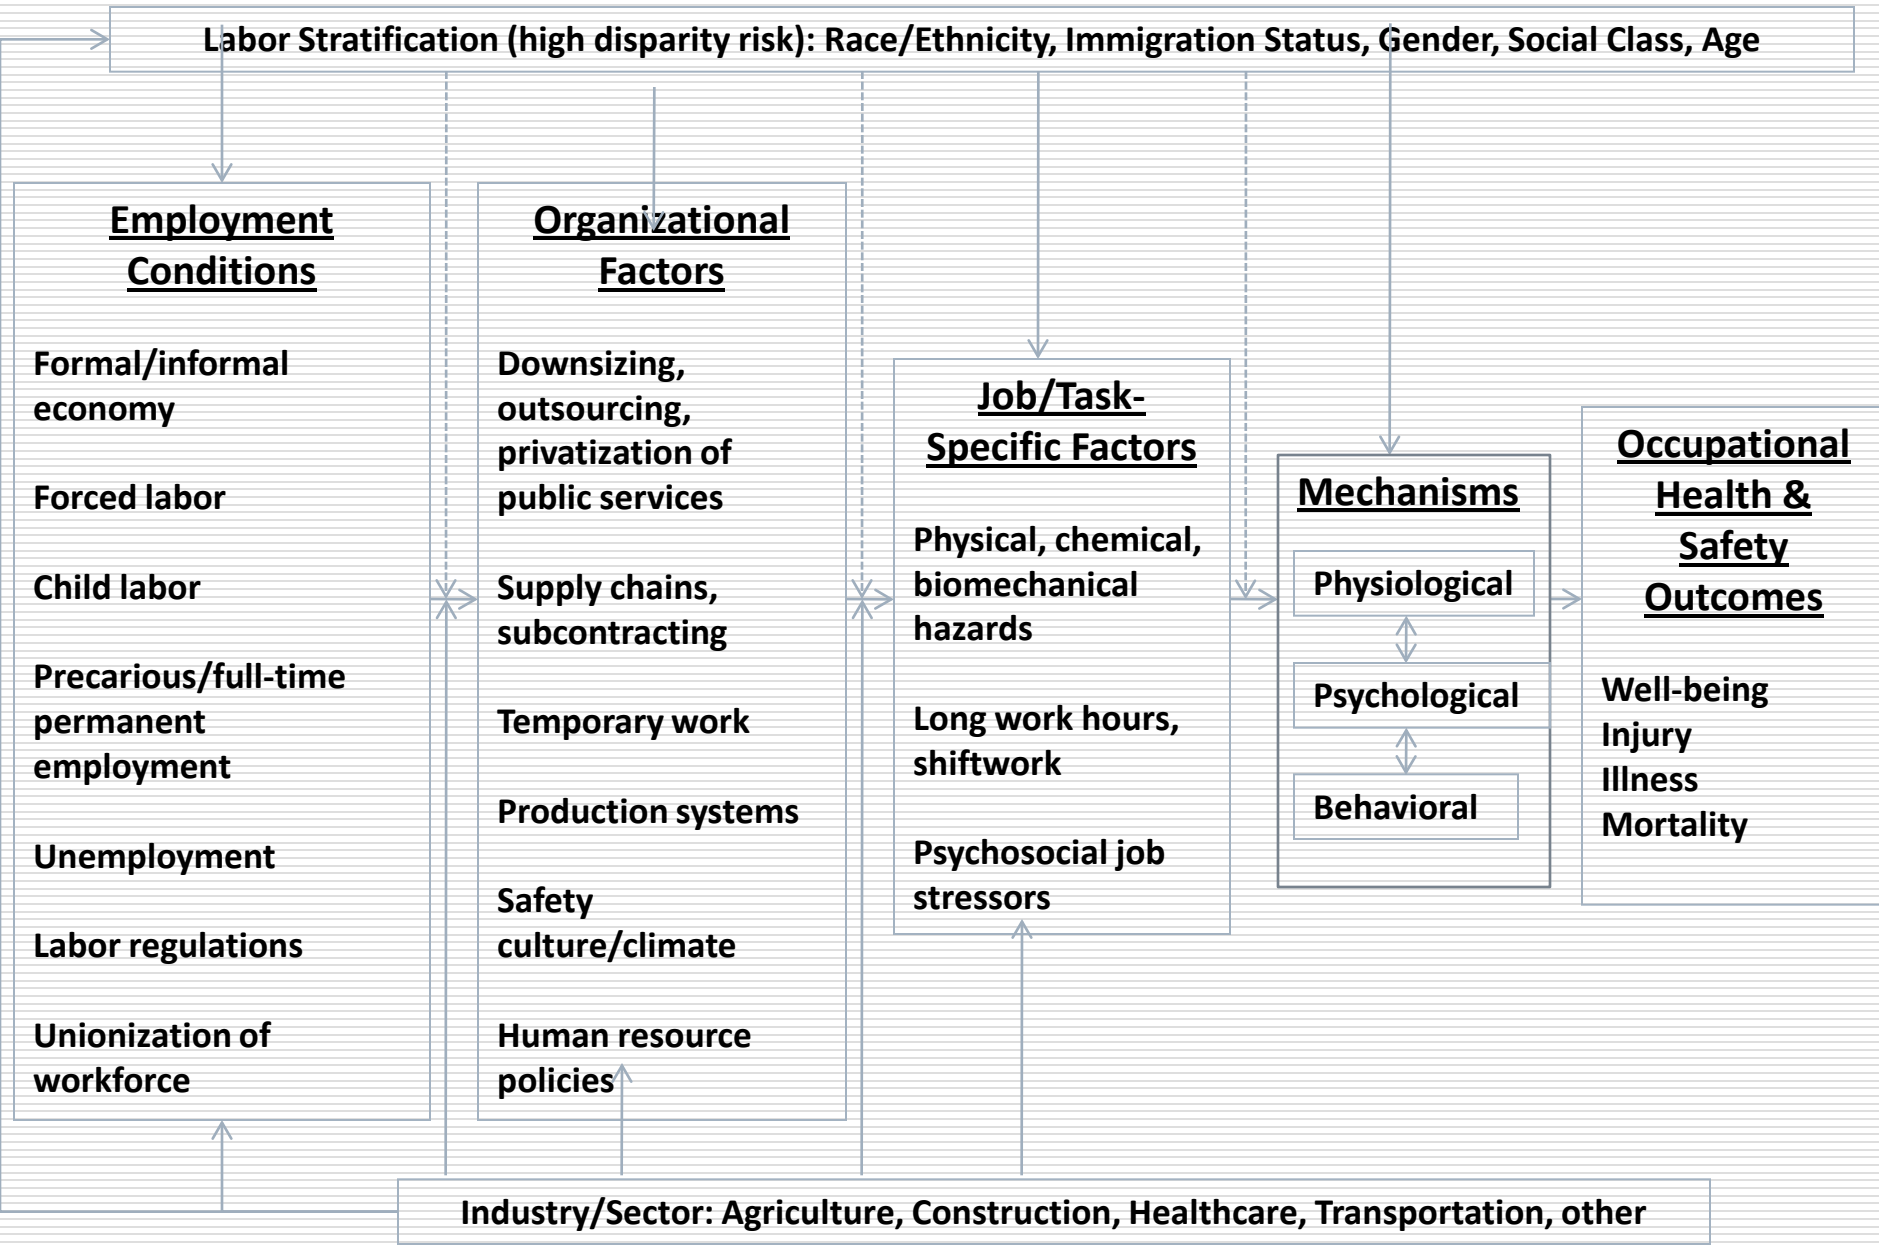 Labor Stratification (high disparity risk): Race/Ethnicity, Immigration Status, Gender, Social Class, Age
Employment
Conditions
Formal/informal
economy
Forced labor
Child labor
Precarious/full-time
permanent
employment
Unemployment
Labor regulations
Unionization of
workforce
Organizational
Factors
Downsizing,
outsourcing,
privatization of
public services
Supply chains,
subcontracting
Temporary work
Production systems
Safety
culture/climate
Human resource
policies
Job/Task-
Specific Factors
Physical, chemical,
biomechanical
hazards
Long work hours,
shiftwork
Psychosocial job
stressors
Mechanisms
Physiological
Psychological
Behavioral
Occupational
Health &
Safety
Outcomes
Well-being
Injury
Illness
Mortality
Industry/Sector: Agriculture, Construction, Healthcare, Transportation, other